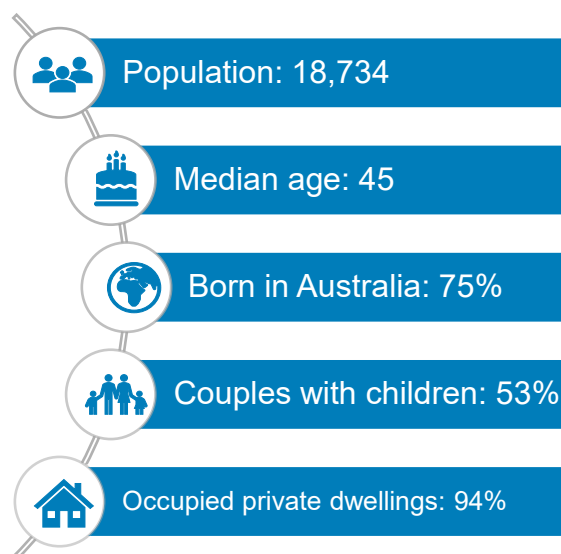 Population: 18,734
Median age: 45
Born in Australia: 75%
Couples with children: 53%
Occupied private dwellings: 94%